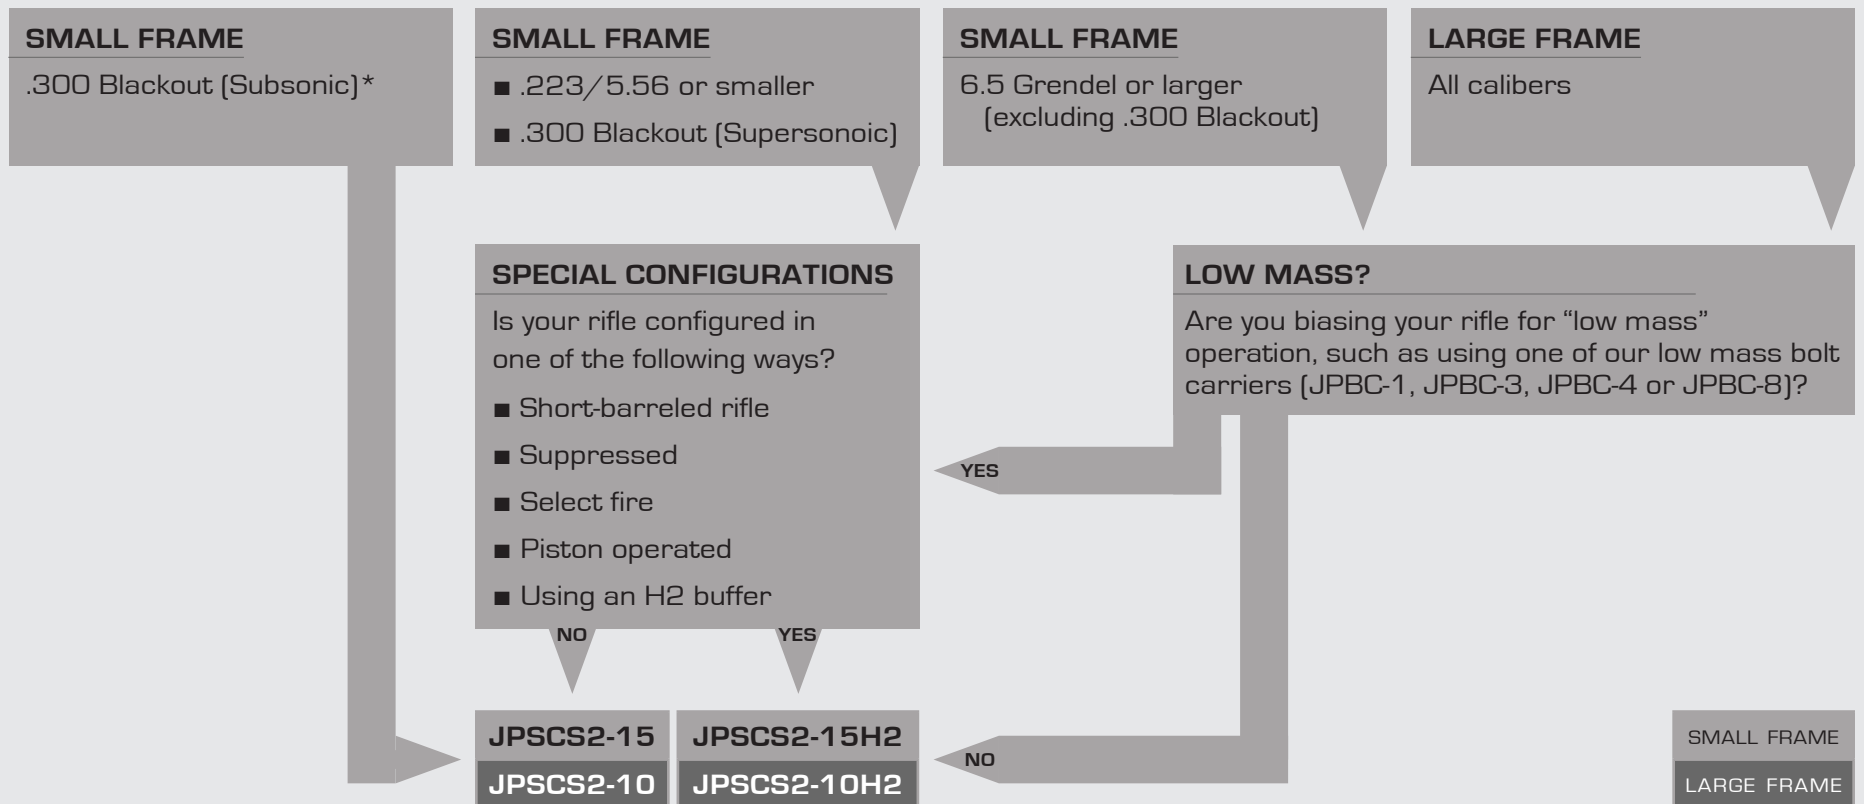 SMALL FRAME
.300 Blackout (Subsonic)*
SMALL FRAME
■ .223/5.56 or smaller
■ .300 Blackout (Supersonoic)
SMALL FRAME
6.5 Grendel or larger
(excluding .300 Blackout)
LARGE FRAME
All calibers
SPECIAL CONFIGURATIONS
Is your rifle configured in
one of the following ways?
■ Short-barreled rifle
■ Suppressed
■ Select fire
■ Piston operated
■ Using an H2 buffer
LOW MASS?
Are you biasing your rifle for “low mass”
operation, such as using one of our low mass bolt
carriers (JPBC-1, JPBC-3, JPBC-4 or JPBC-8)?
YES
NO
YES
JPSCS2-15
JPSCS2-10
JPSCS2-15H2
JPSCS2-10H2
NO
SMALL FRAME
LARGE FRAME